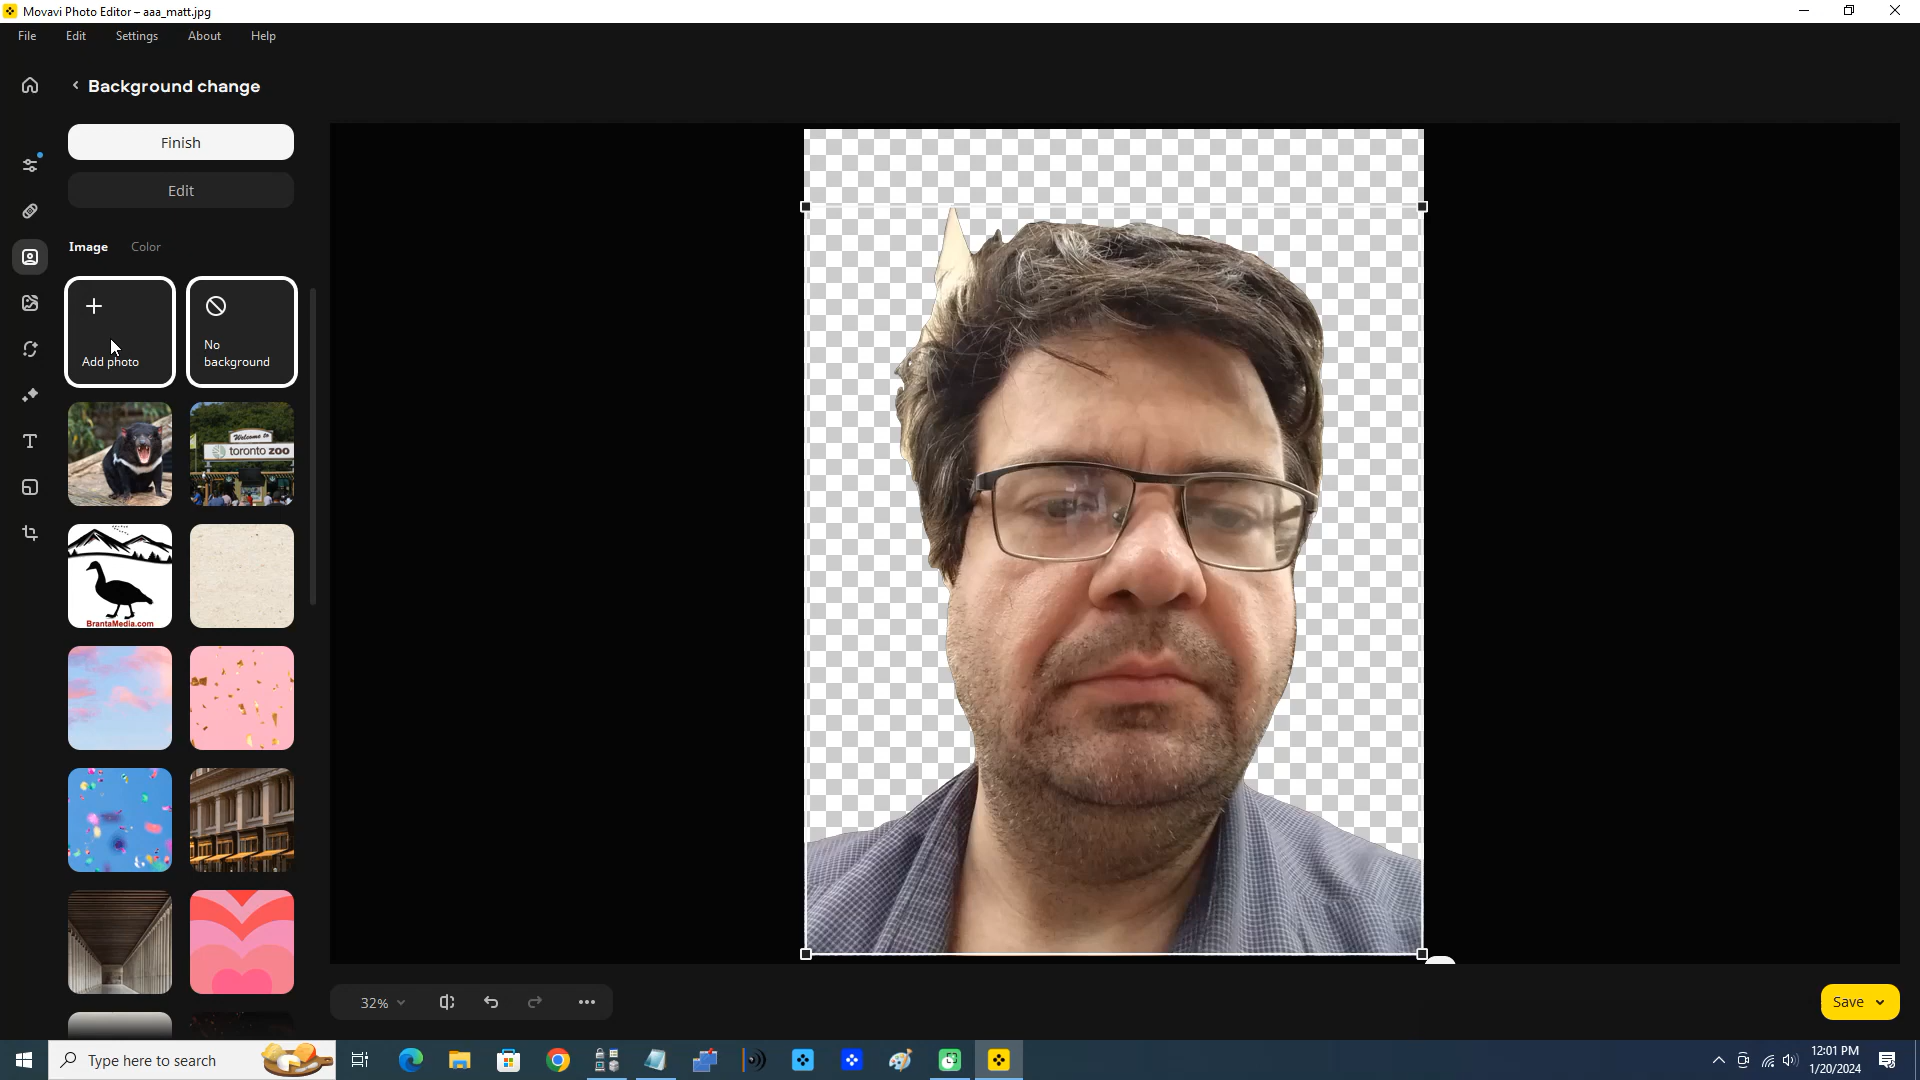 Movavi Photo Editor – aaa_matt.jpg
File Edit Settings About Help
Background change
Finish
Edit
Image Color
Add photo
No
background
Welcome to
toronto zoo
BrantaMedia.com
32%
Save
Type here to search
12:01 PM
1/20/2024